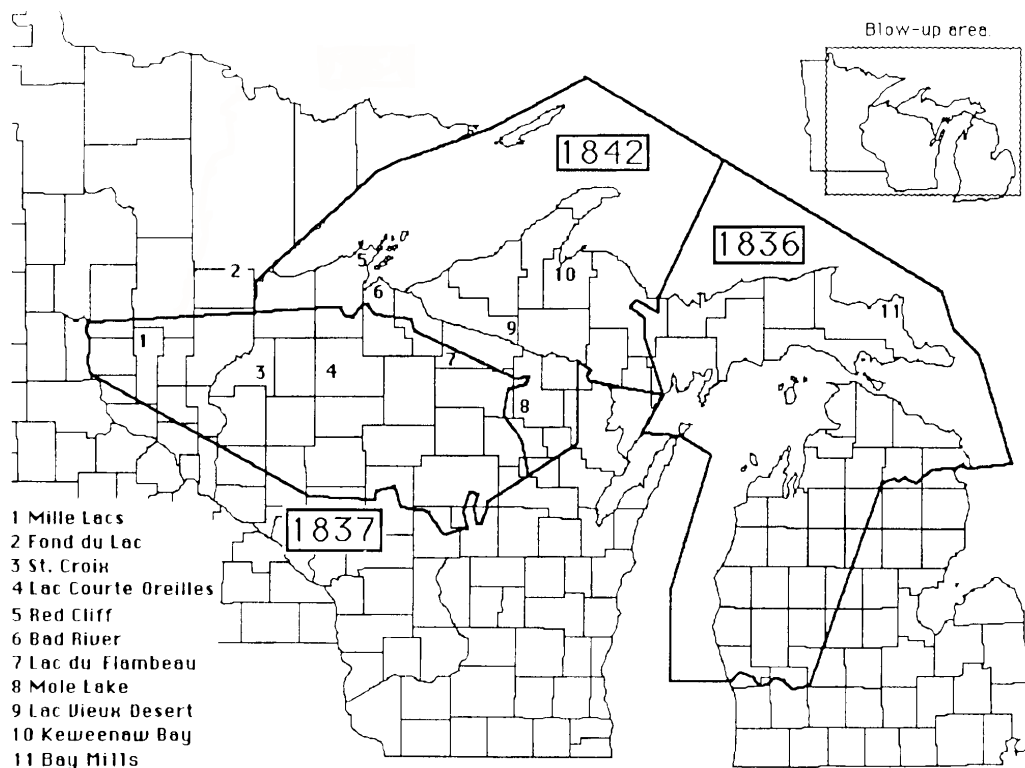 Blow-up area
1842
1836
5
2
10
6
11
9
1
7
3
4
8
1837
1 Mille Lacs
2 Fond du Lac
3 St. Croix
4 Lac Courte Oreilles
5 Red Cliff
6 Bad River
7 Lac du Flambeau
8 Mole Lake
9 Lac Vieux Desert
10 Keweenaw Bay
11 Bay Mills